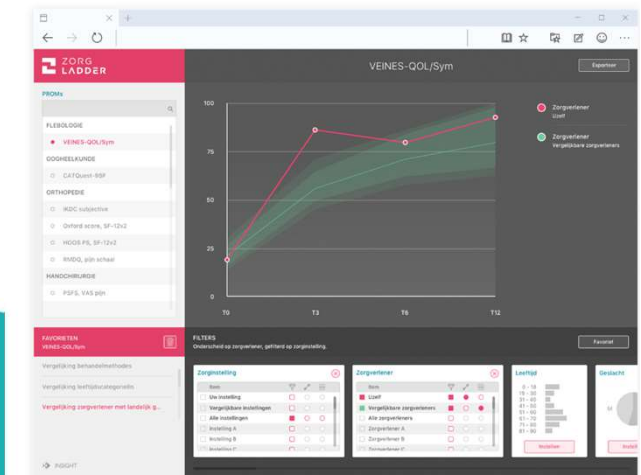 ZORG
LADDER
VEINES-QOL/Sym
Exporteer
PROMs
FLEBOLOGIE
VEINES-QOL/Sym
OOGHEELKUNDE
CATQuest-9SF
ORTHOPEDIE
IKDC subjective
Oxford score, SF-12v2
HOOS PS, SF-12v2
RMDQ, pijn schaal
HANDCHIRURGIE
PSFS, VAS pijn
100
75
50
25
0
T0
T3
T6
T12
Zorgverlener
Uzelf
Zorgverlener
Vergelijkbare zorgverleners
FAVORIETEN
VEINES-QOL/Sym
Vergelijking behandelmethodes
Vergelijking leeftijdscategorieën
Vergelijking zorgverlener met landelijk g...
INSIGHT
FILTERS
Onderscheid op zorgverlener, gefilterd op zorginstelling.
Favoriet
Zorginstelling
Naam
Uw instelling
Vergelijkbare instellingen
Alle instellingen
Instelling A
Instelling B
Instelling C
Zorgverlener
Naam
Uzelf
Vergelijkbare zorgverleners
Alle zorgverleners
Zorgverlener A
Zorgverlener B
Zorgverlener C
Leeftijd
0 - 18
18 - 30
31 - 40
41 - 50
51 - 60
61 - 70
71 - 80
81 - 90
Instellen
Geslacht
M